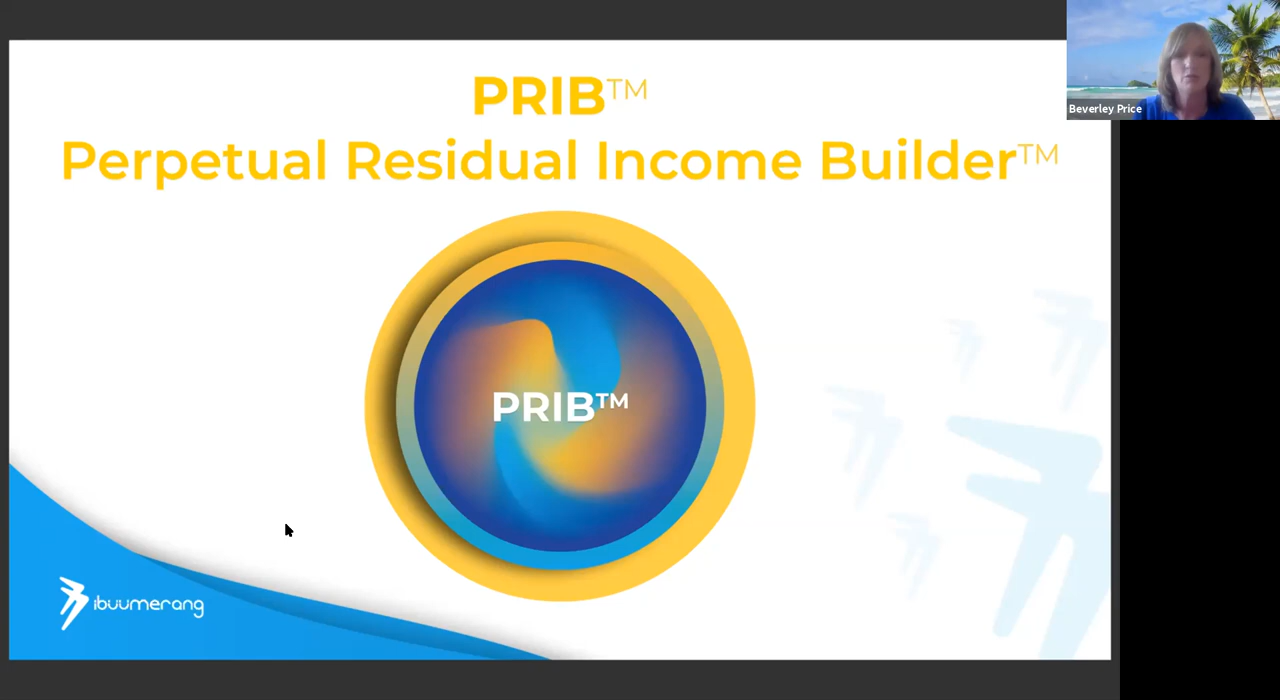 PRIB™
Perpetual Residual Income Builder™
Beverley Price
PRIB™
ibuumerang